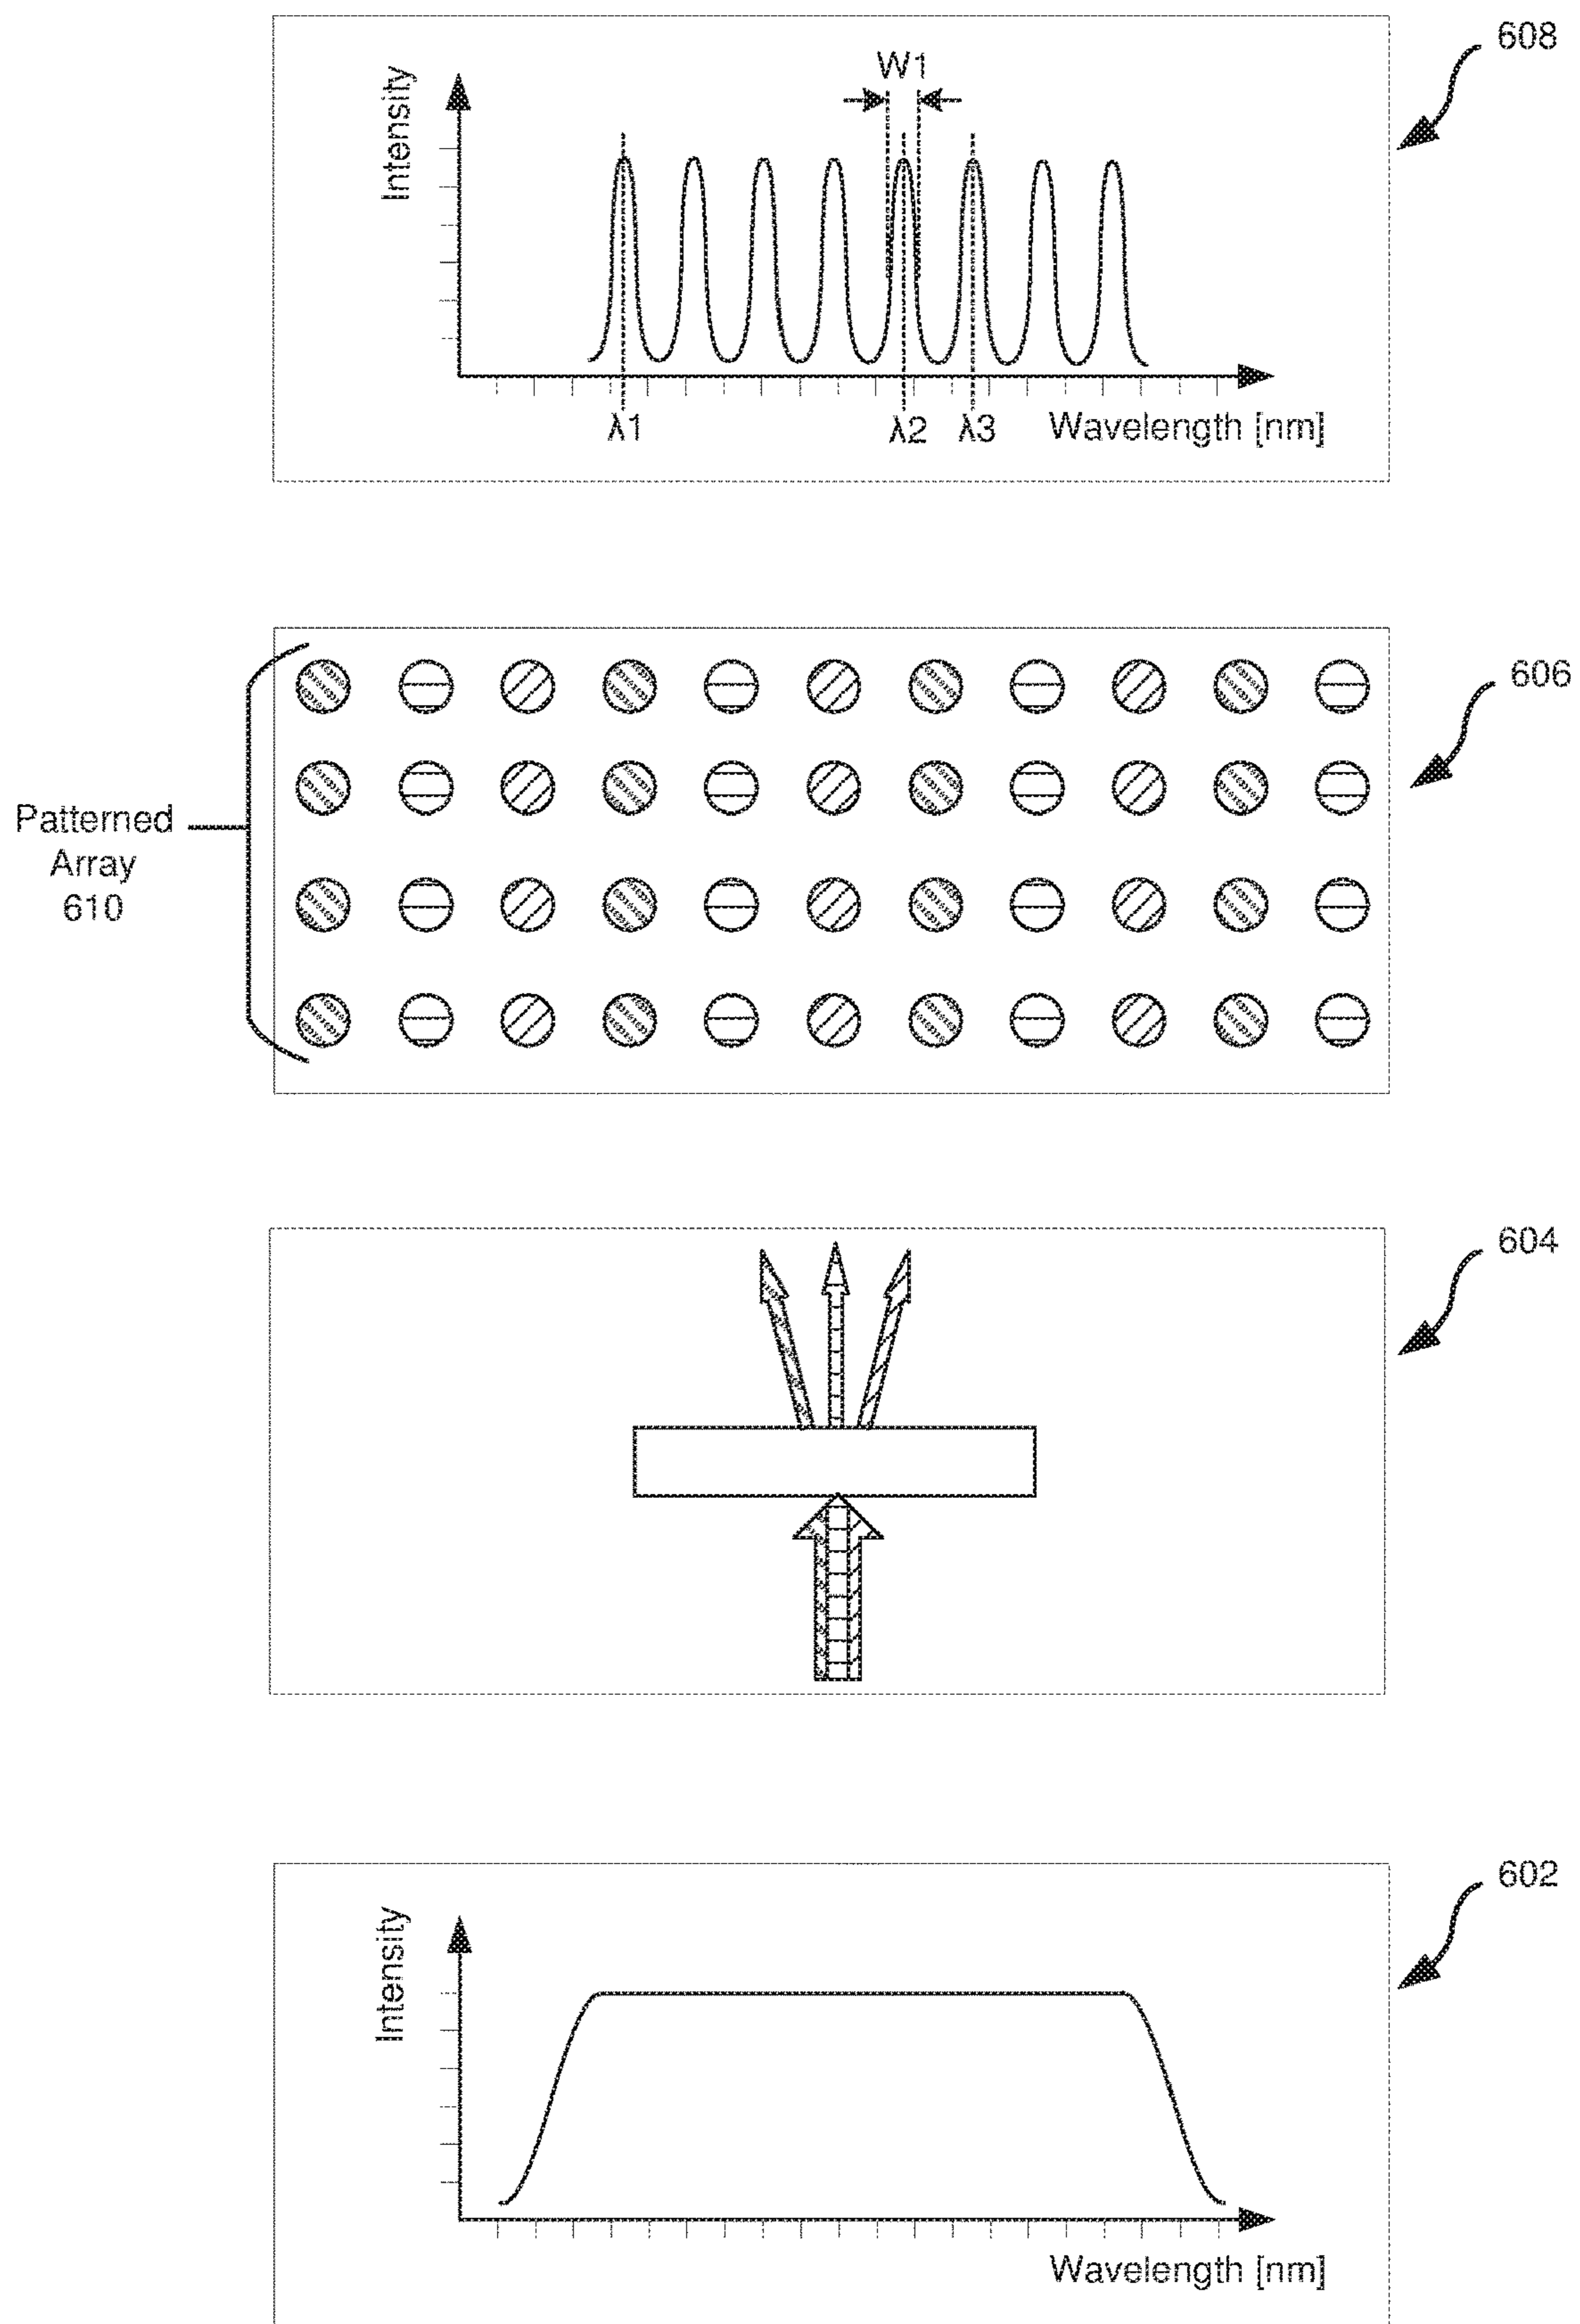 608
W1
Intensity
λ1
λ2
λ3
Wavelength [nm]
606
Patterned
Array
610
604
602
Intensity
Wavelength [nm]